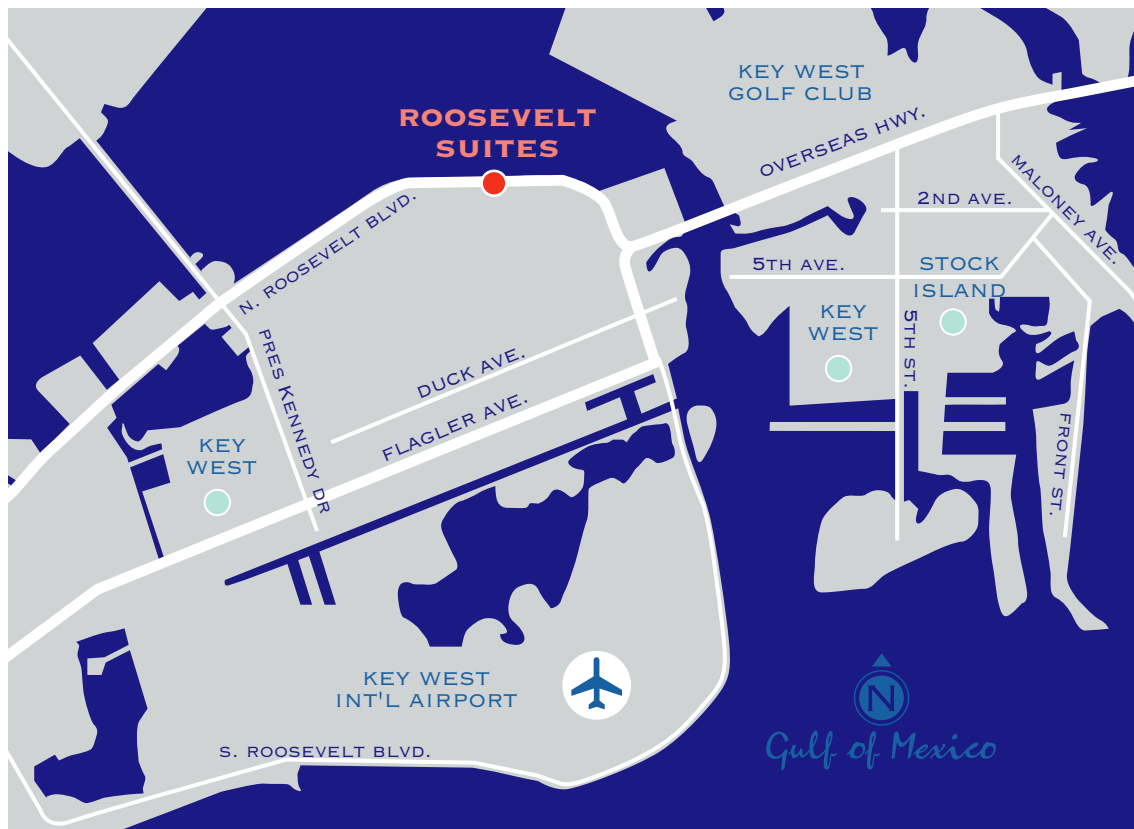 KEY WEST
GOLF CLUB
ROOSEVELT
SUITES
OVERSEAS HWY.
MALONEY AVE.
2ND AVE.
N. ROOSEVELT BLVD.
5TH AVE.
STOCK
ISLAND
KEY
WEST
5TH ST.
PRES KENNEDY DR
DUCK AVE.
FLAGLER AVE.
FRONT ST.
KEY
WEST
KEY WEST
INT'L AIRPORT
N
Gulf of Mexico
S. ROOSEVELT BLVD.